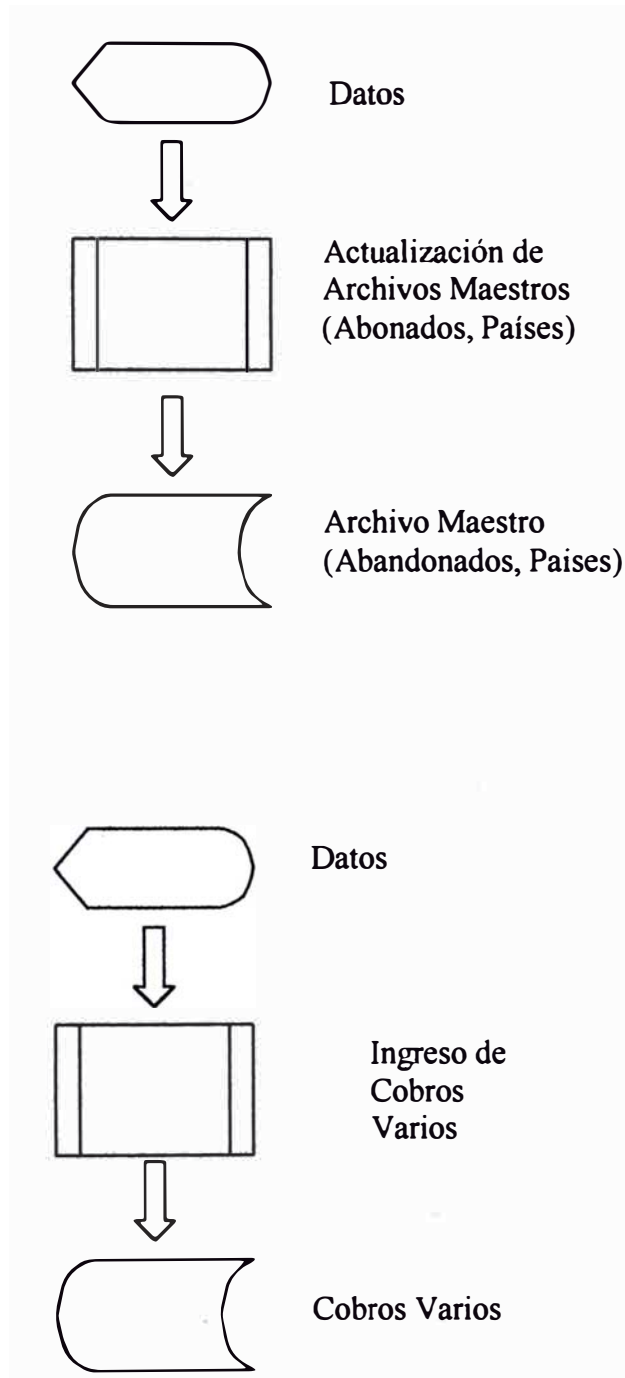 Datos
Actualización de
Archivos Maestros
(Abonados, Países)
Archivo Maestro
(Abandonados, Paises)
Datos
Ingreso de
Cobros
Varios
Cobros Varios